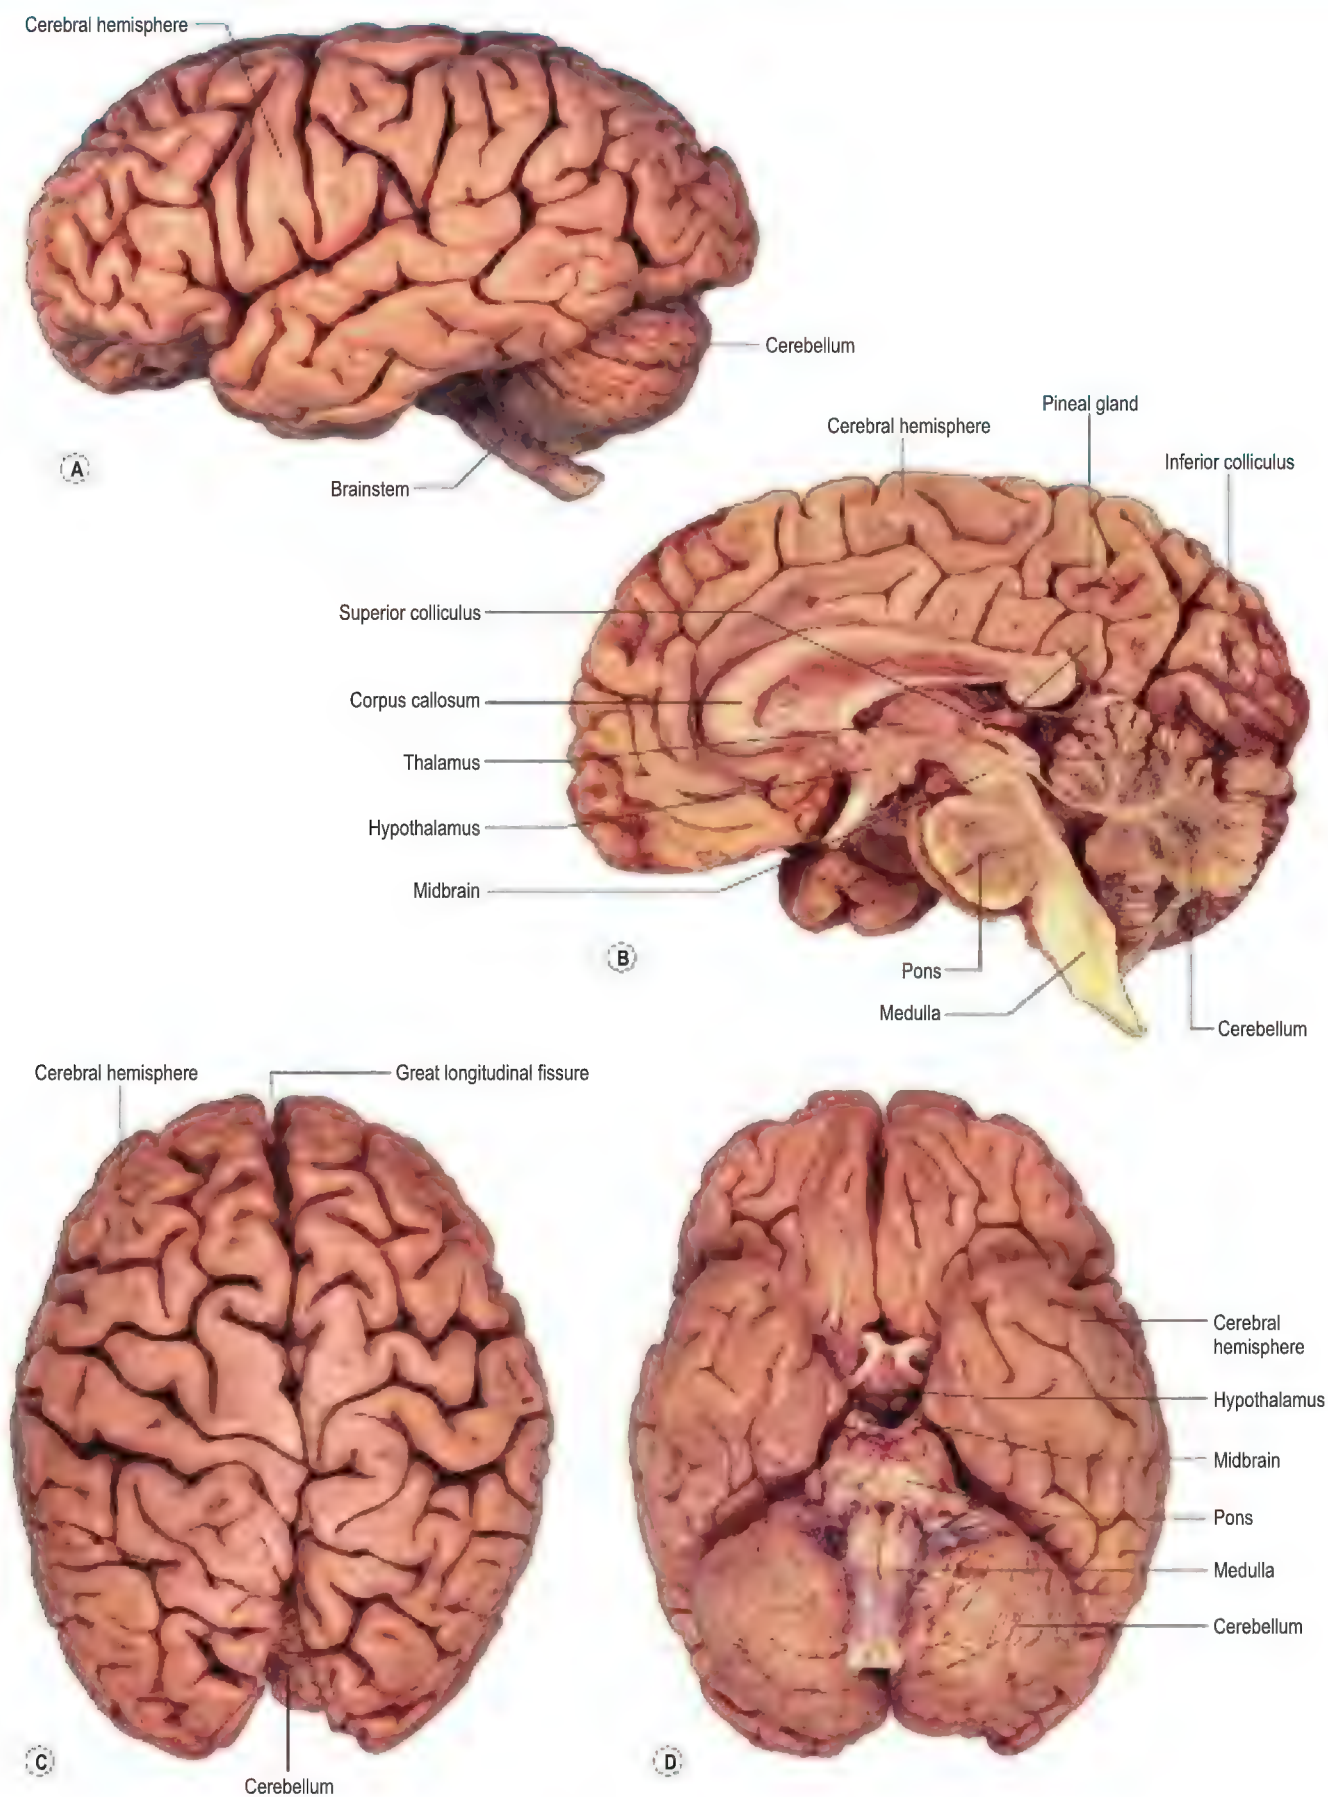 Cerebral hemisphere
Cerebellum
Brainstem
A
Pineal gland
Cerebral hemisphere
Inferior colliculus
Superior colliculus
Corpus callosum
Thalamus
Hypothalamus
Midbrain
B
Pons
Medulla
Cerebellum
Cerebral hemisphere
Great longitudinal fissure
C
Cerebellum
Cerebral
hemisphere
Hypothalamus
Midbrain
Pons
Medulla
Cerebellum
D